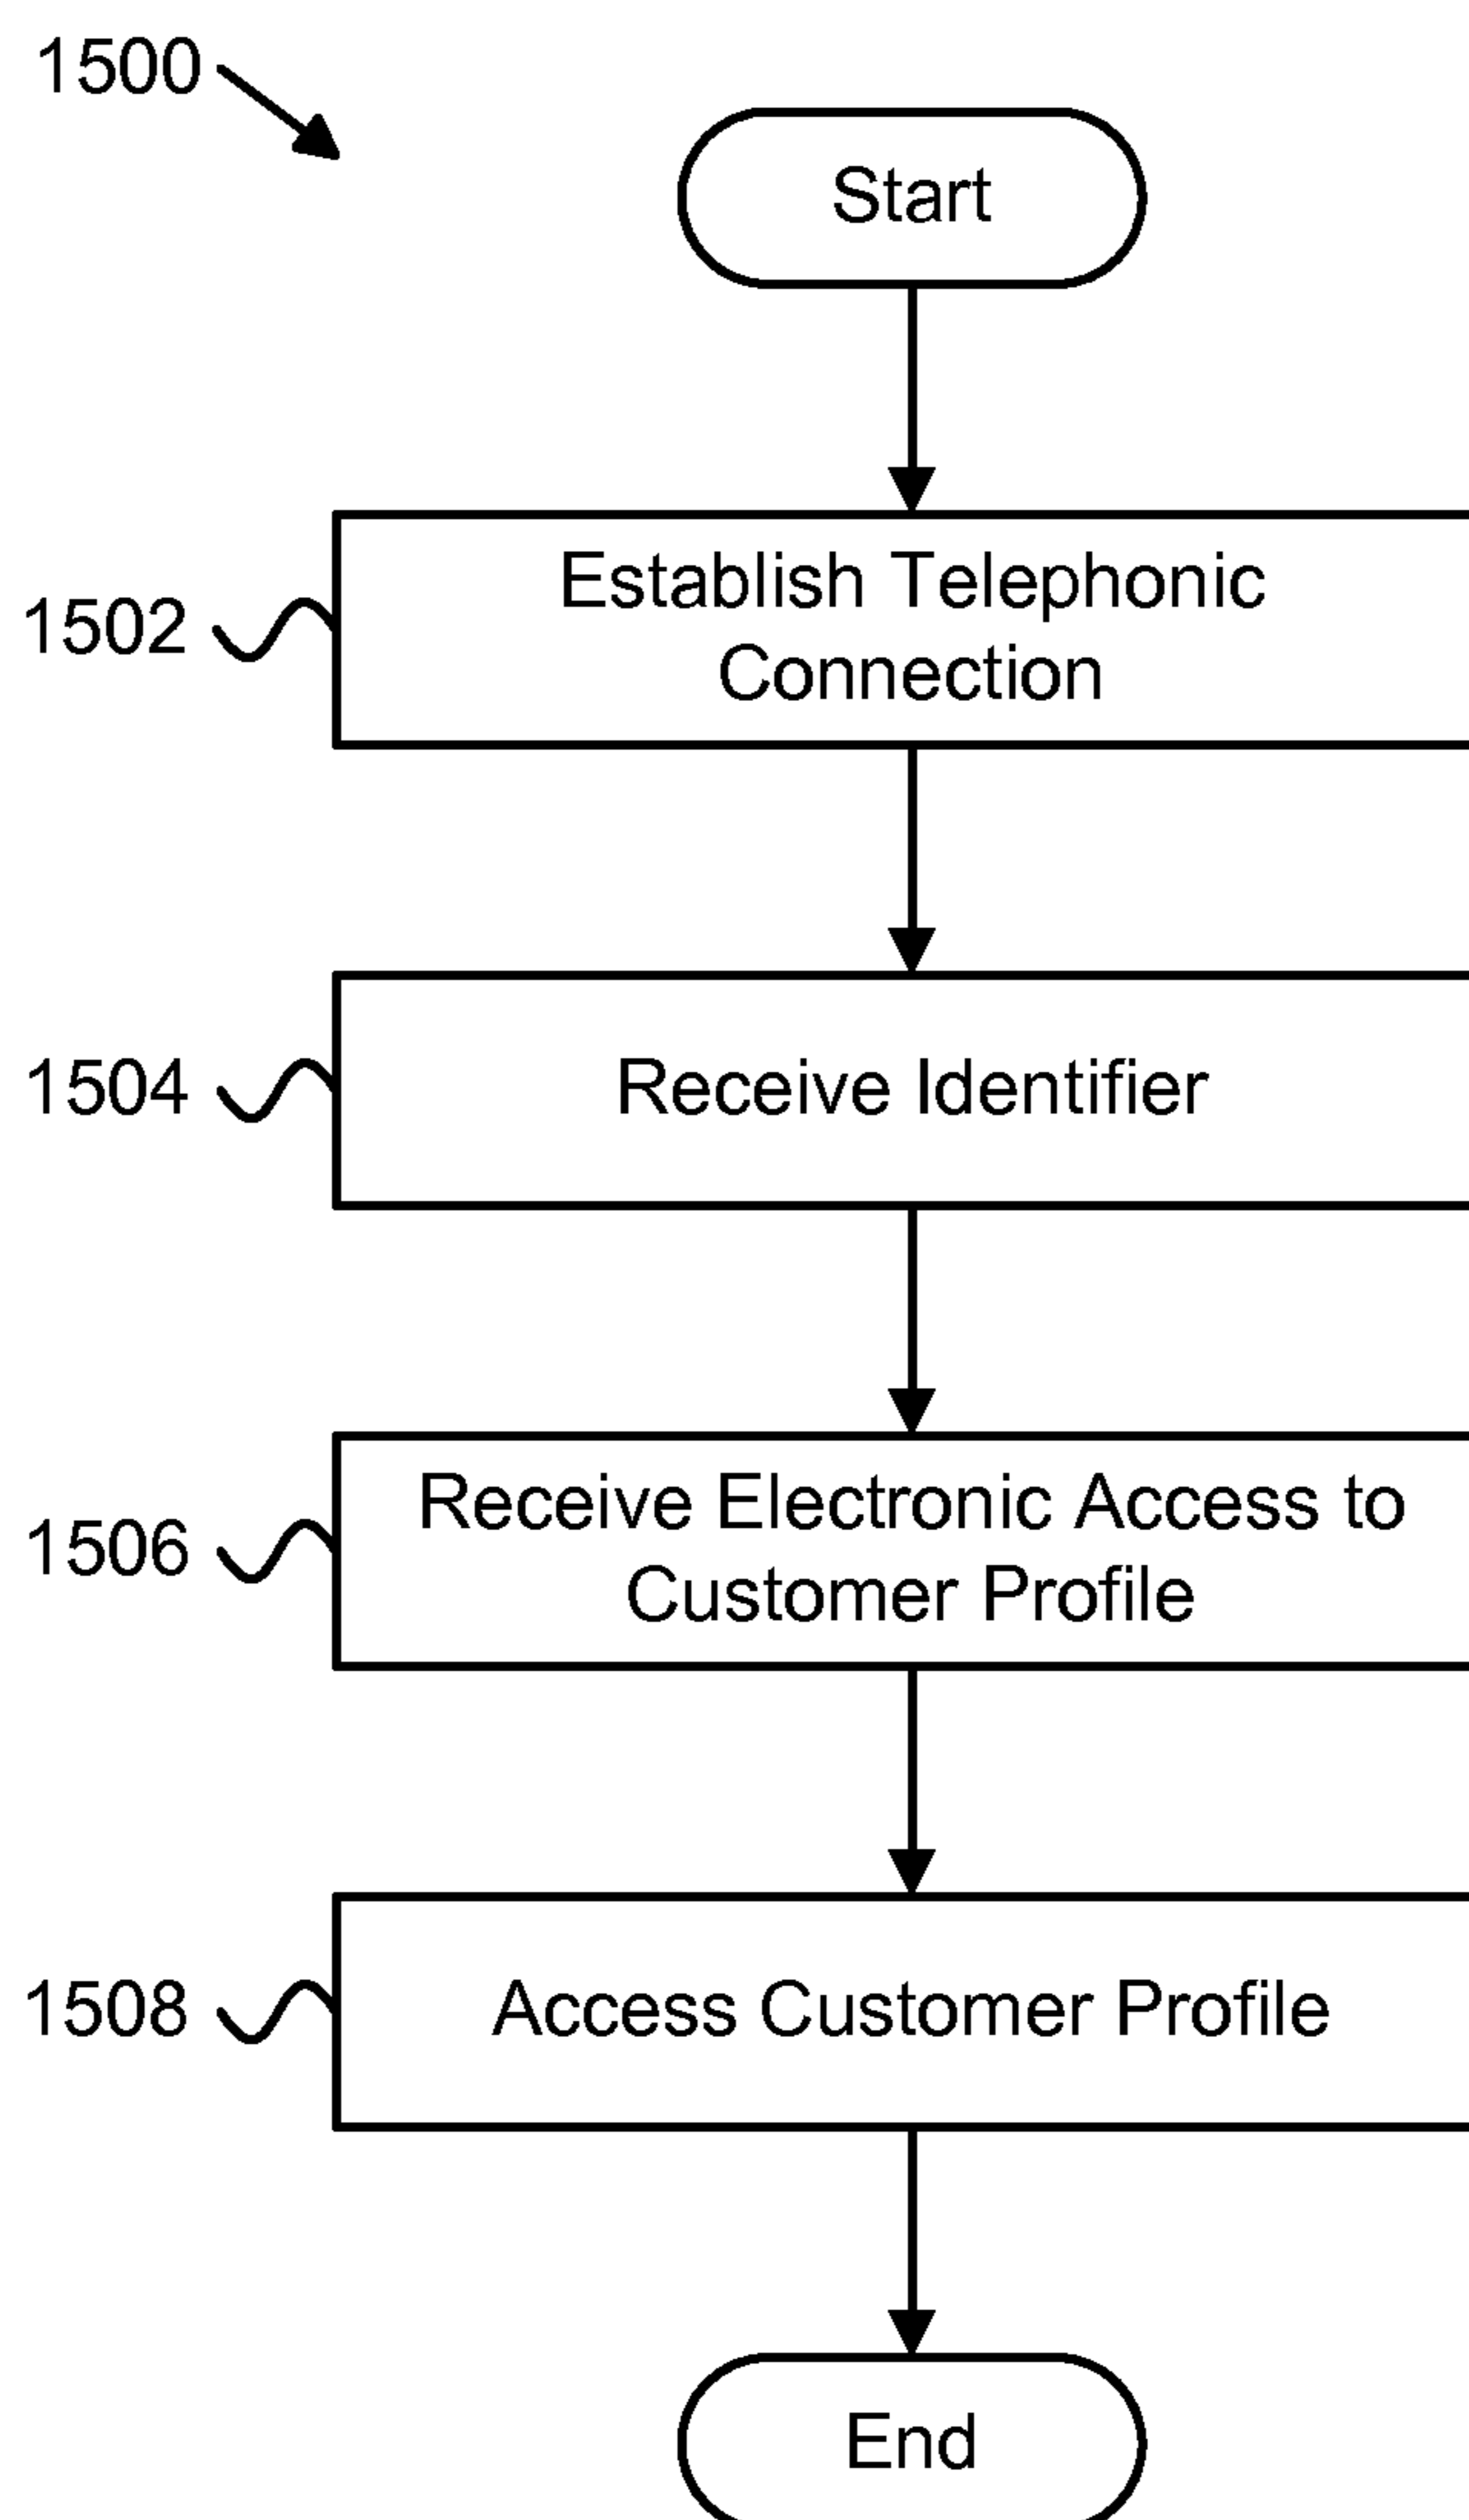 1500
Start
1502
Establish Telephonic
Connection
1504
Receive Identifier
1506
Receive Electronic Access to
Customer Profile
1508
Access Customer Profile
End